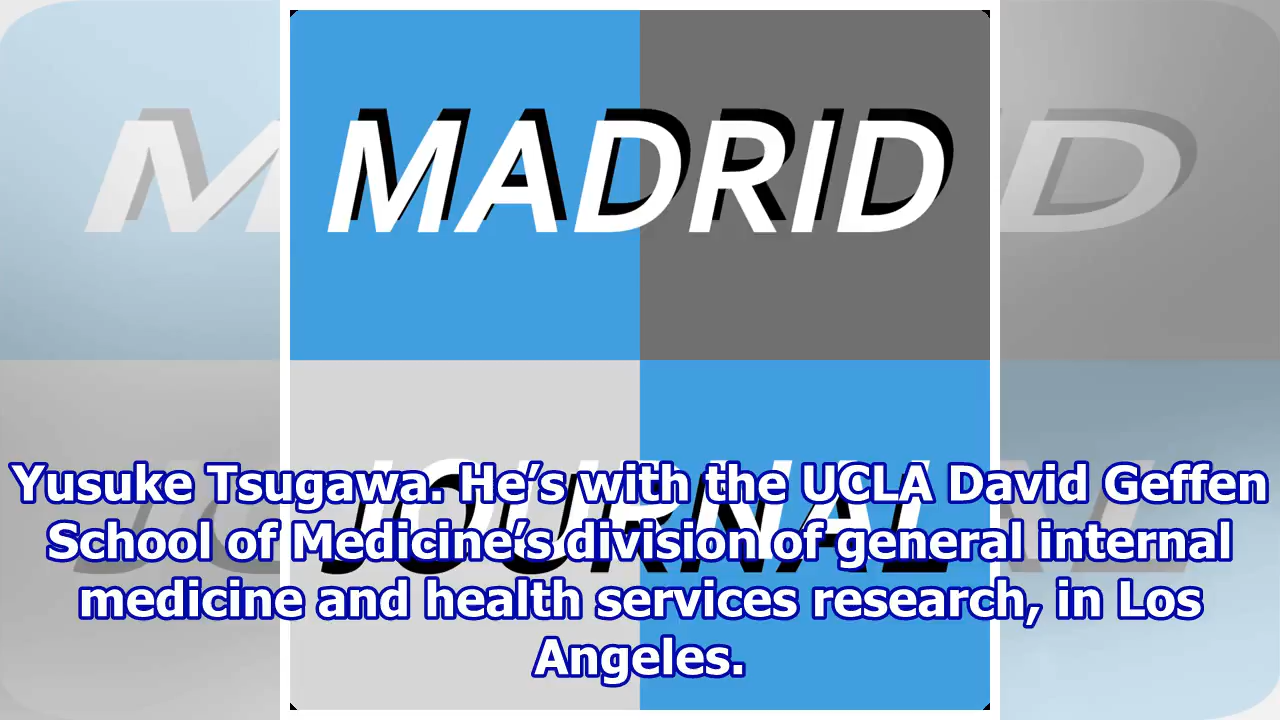 MADRID
JOURNAL
Yusuke Tsugawa. He’s with the UCLA David Geffen
School of Medicine’s division of general internal
medicine and health services research, in Los
Angeles.